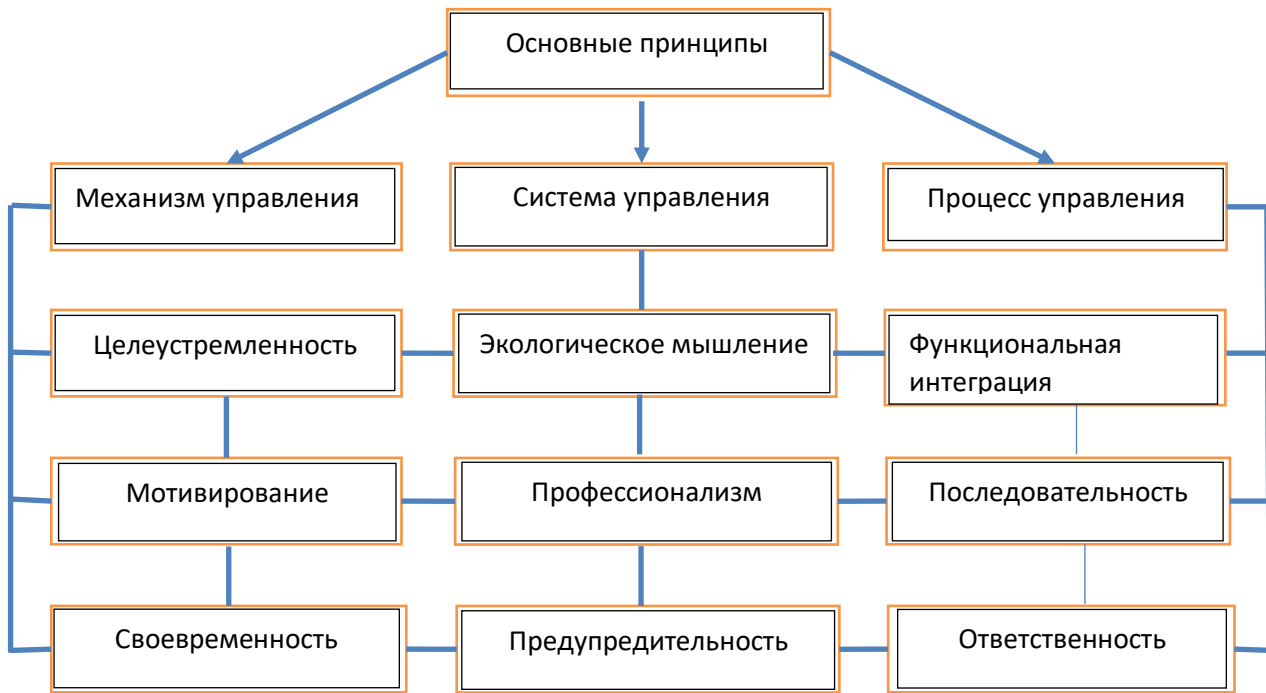 Основные принципы
Механизм управления
Система управления
Процесс управления
Целеустремленность
Экологическое мышление
Функциональная
интеграция
Мотивирование
Профессионализм
Последовательность
Своевременность
Предупредительность
Ответственность